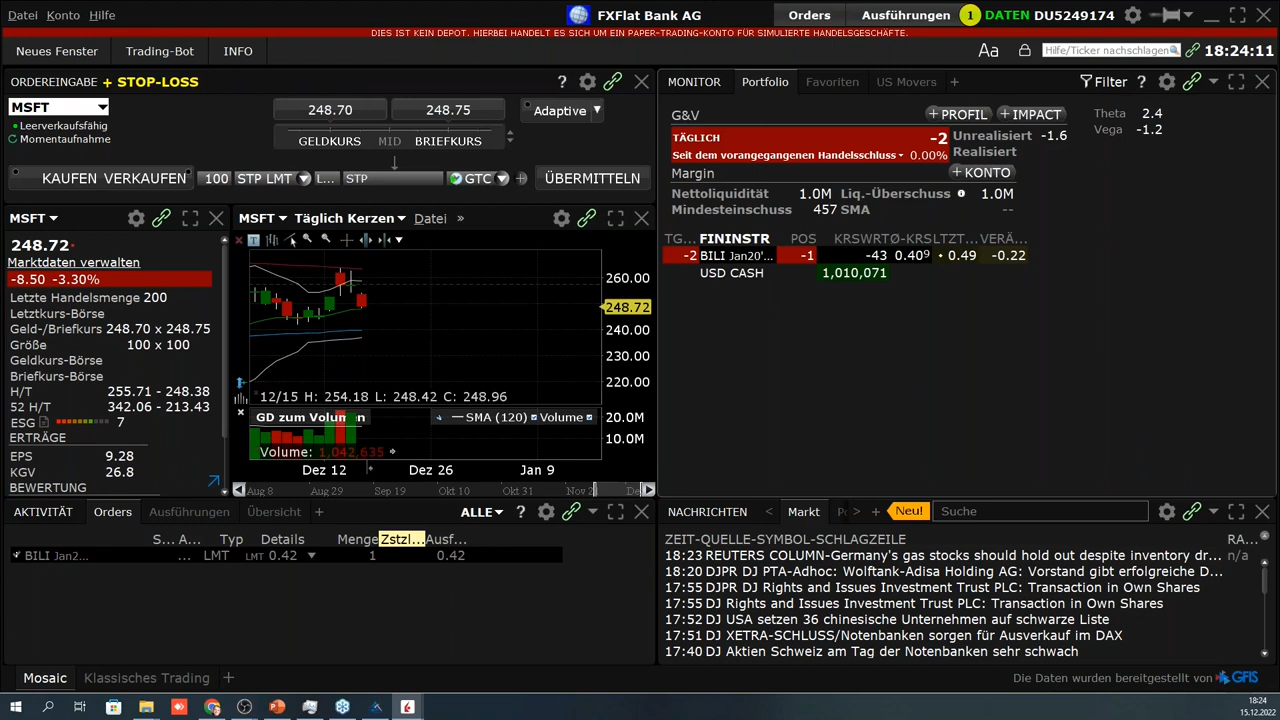 Datei Konto Hilfe FXFlat Bank AG Orders Ausführungen 1 DATEN DU5249174
DIES IST KEIN DEPOT. HIERBEI HANDELT ES SICH UM EIN PAPER-TRADING-KONTO FÜR SIMULIERTE HANDELSGESCHÄFTE.
Neues Fenster Trading-Bot INFO Aa Hilfe/Ticker nachschlagen 18:24:11
ORDEREINGABE + STOP-LOSS ?
MSFT 248.70 248.75 Adaptive
Leerverkaufsfähig
Momentaufnahme
GELDKURS MID BRIEFKURS
KAUFEN VERKAUFEN 100 STP LMT L... STP GTC ÜBERMITTELN
MSFT
248.72
Marktdaten verwalten
-8.50 -3.30%
Letzte Handelsmenge 200
Letztkurs-Börse
Geld-/Briefkurs 248.70 x 248.75
Größe 100 x 100
Geldkurs-Börse
Briefkurs-Börse
H/T 255.71 - 248.38
52 H/T 342.06 - 213.43
ESG 7
ERTRÄGE
EPS 9.28
KGV 26.8
BEWERTUNG
MSFT Täglich Kerzen Datei »
260.00
248.72
240.00
230.00
220.00
12/15 H: 254.18 L: 248.42 C: 248.96
GD zum Volumen SMA (120) Volume
20.0M
10.0M
Volume: 1,042,635
Dez 12 Dez 26 Jan 9
Aug 8 Aug 29 Sep 19 Okt 10 Okt 31 Nov 2 De
MONITOR Portfolio Favoriten US Movers + Filter ?
G&V + PROFIL + IMPACT
TÄGLICH -2
Seit dem vorangegangenen Handelsschluss 0.00%
Unrealisiert -1.6
Realisiert
Theta 2.4
Vega -1.2
Margin + KONTO
Nettoliquidität 1.0M Liq.-Überschuss 1.0M
Mindesteinschuss 457 SMA --
TG... FININSTR POS KRSWRT Ø-KRS LTZT... VERÄ...
-2 BILI Jan20'... -1 -43 0.40⁹ 0.49 -0.22
USD CASH 1,010,071
AKTIVITÄT Orders Ausführungen Übersicht + ALLE ?
S... A... Typ Details Menge Zstzl... Ausf...
BILI Jan2... ... LMT LMT 0.42 1 0.42
NACHRICHTEN < Markt > + Neu! Suche
ZEIT-QUELLE-SYMBOL-SCHLAGZEILE RA...
18:23 REUTERS COLUMN-Germany's gas stocks should hold out despite inventory dr... n/a
18:20 DJPR DJ PTA-Adhoc: Wolftank-Adisa Holding AG: Vorstand gibt erfolgreiche D...
17:55 DJPR DJ Rights and Issues Investment Trust PLC: Transaction in Own Shares
17:55 DJ Rights and Issues Investment Trust PLC: Transaction in Own Shares
17:52 DJ USA setzen 36 chinesische Unternehmen auf schwarze Liste
17:51 DJ XETRA-SCHLUSS/Notenbanken sorgen für Ausverkauf im DAX
17:40 DJ Aktien Schweiz am Tag der Notenbanken sehr schwach
Mosaic Klassisches Trading + Die Daten wurden bereitgestellt von GFIS
18:24
15.12.2022